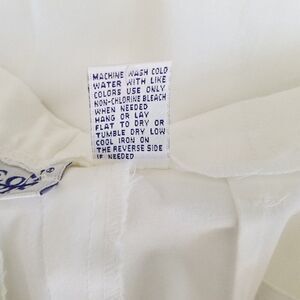 MACHINE WASH COLD
WATER WITH LIKE
COLORS USE ONLY
NON-CHLORINE BLEACH
WHEN NEEDED
HANG OR LAY
FLAT TO DRY OR
TUMBLE DRY LOW
COOL IRON ON
THE REVERSE SIDE
IF NEEDED
®